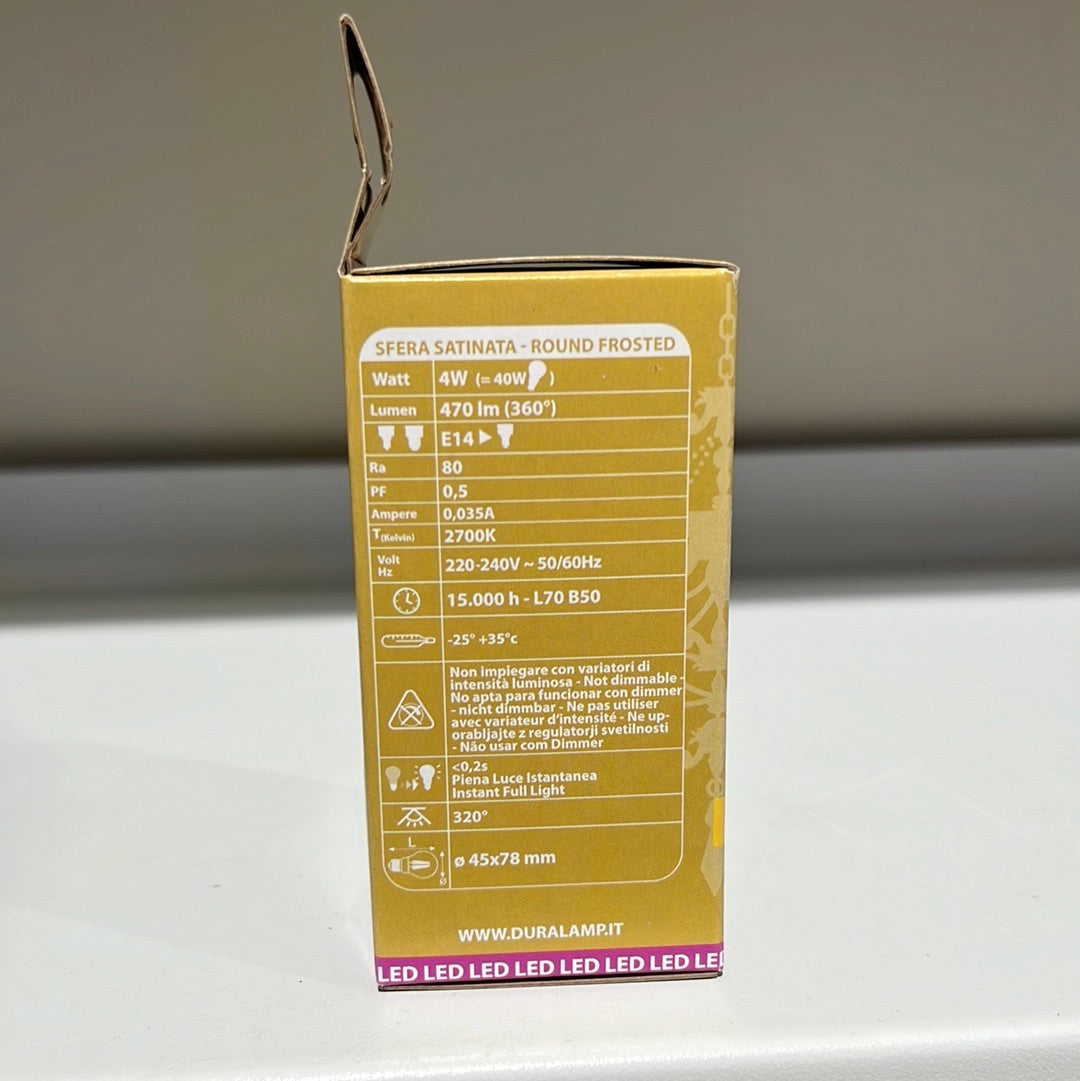 SFERA SATINATA - ROUND FROSTED
Watt 4W (= 40W )
Lumen 470 lm (360°)
E14
Ra 80
PF 0,5
Ampere 0,035A
T(Kelvin) 2700K
Volt
Hz 220-240V ~ 50/60Hz
15.000 h - L70 B50
-25° +35°c
Non impiegare con variatori di
intensità luminosa - Not dimmable -
No apta para funcionar con dimmer
- nicht dimmbar - Ne pas utiliser
avec variateur d'intensité - Ne up-
orabljajte z regulatorji svetilnosti
- Não usar com Dimmer
<0,2s
Piena Luce Istantanea
Instant Full Light
320°
L
ø
ø 45x78 mm
WWW.DURALAMP.IT
LED LED LED LED LED LED LED LED